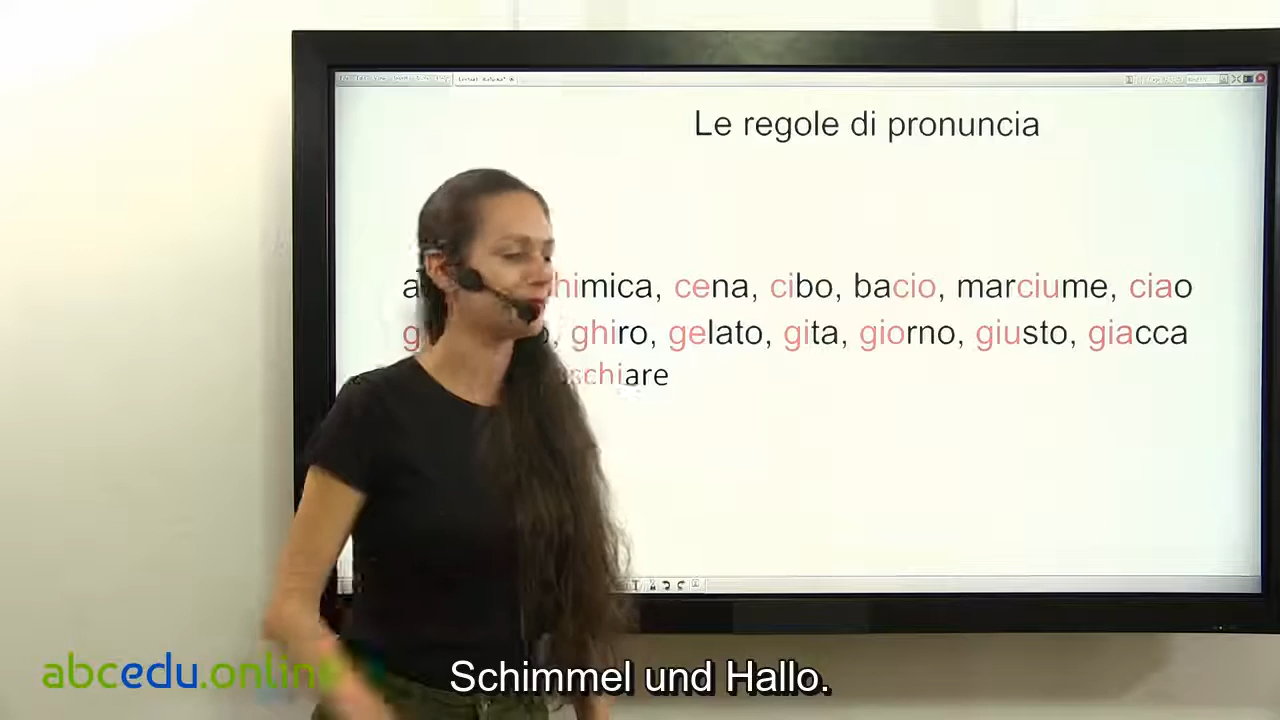 Le regole di pronuncia
mica, cena, cibo, bacio, marciume, ciao
ghiro, gelato, gita, giorno, giusto, giacca
schiare
abcedu.online
Schimmel und Hallo.